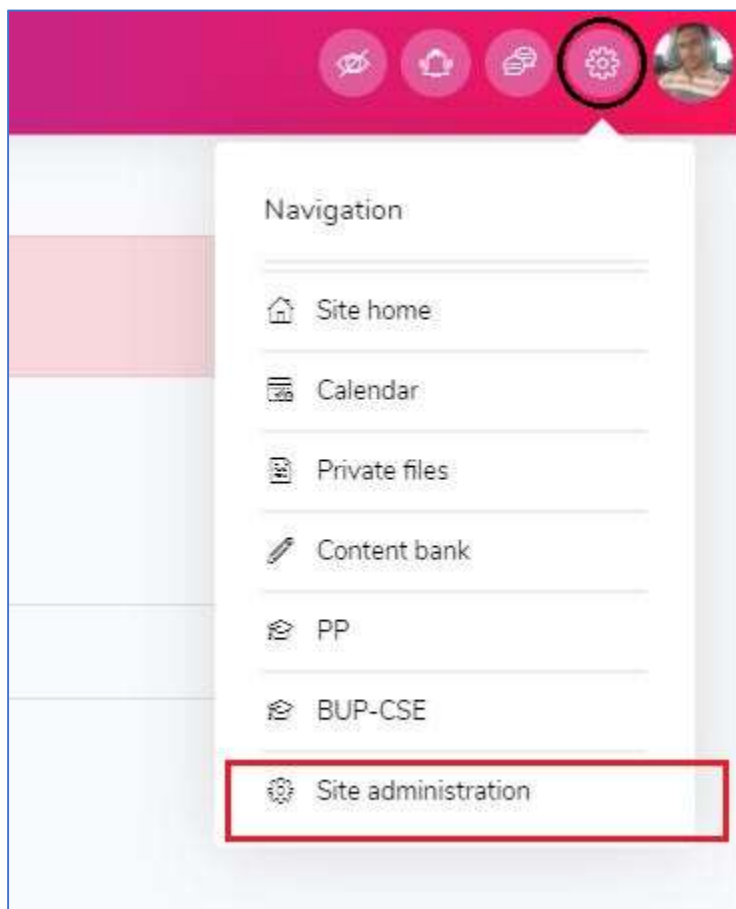 Navigation
Site home
Calendar
Private files
Content bank
PP
BUP-CSE
Site administration